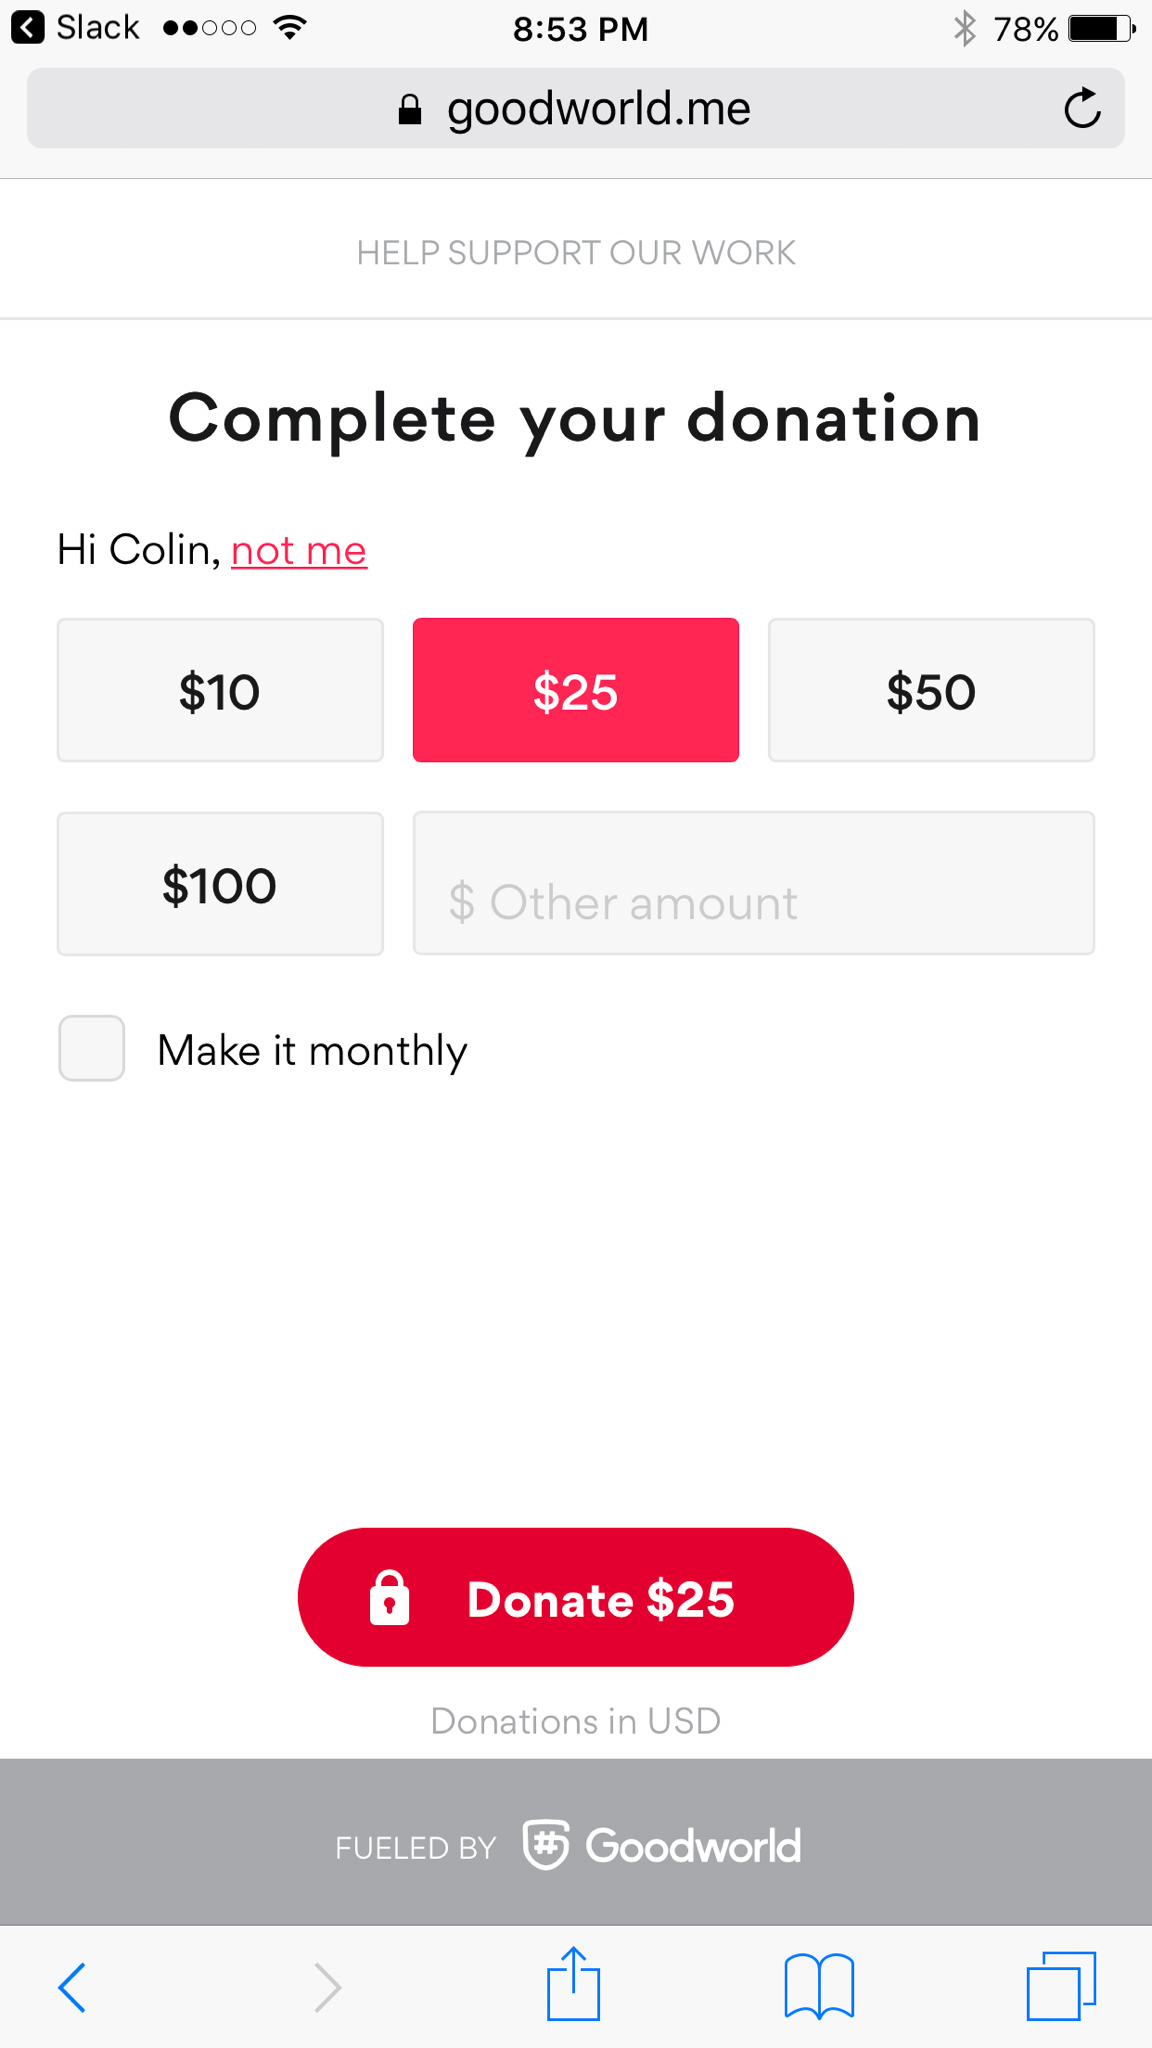 Slack 8:53 PM 78%
goodworld.me
HELP SUPPORT OUR WORK
Complete your donation
Hi Colin, not me
$10 $25 $50
$100 $ Other amount
Make it monthly
Donate $25
Donations in USD
FUELED BY # Goodworld